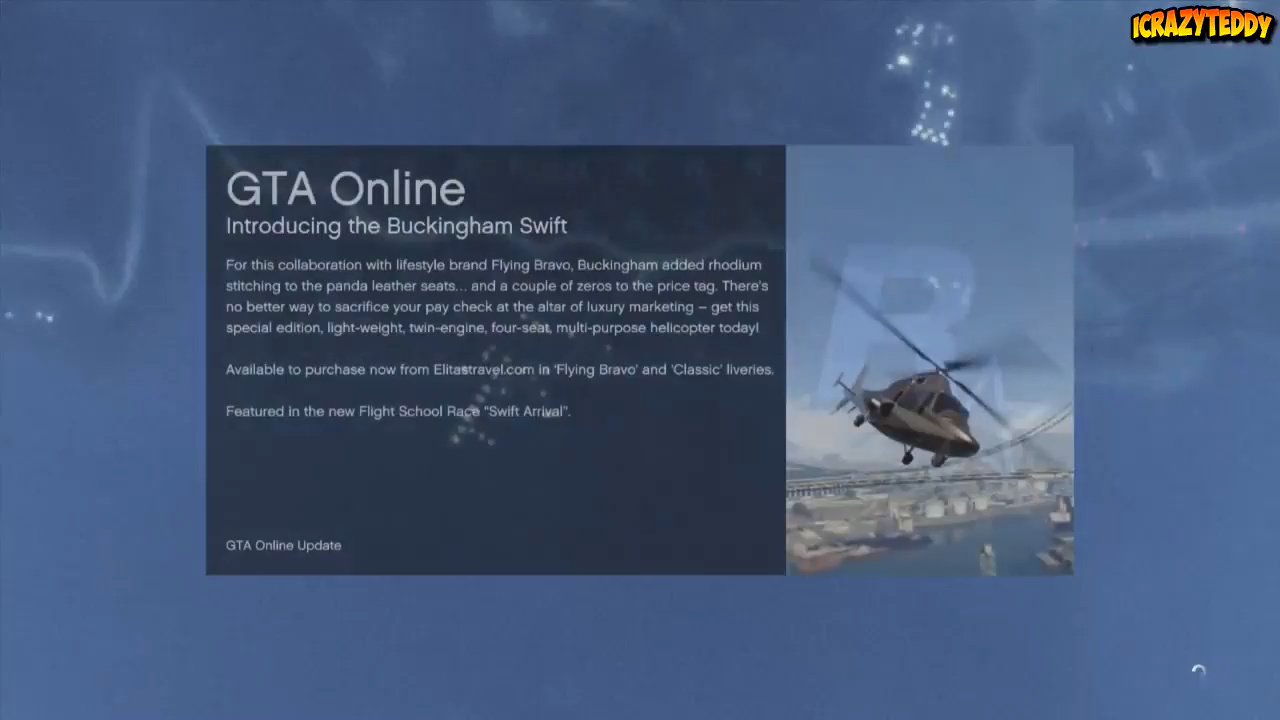 ICRAZYTEDDY
GTA Online
Introducing the Buckingham Swift
For this collaboration with lifestyle brand Flying Bravo, Buckingham added rhodium
stitching to the panda leather seats... and a couple of zeros to the price tag. There's
no better way to sacrifice your pay check at the altar of luxury marketing – get this
special edition, light-weight, twin-engine, four-seat, multi-purpose helicopter today!
Available to purchase now from Elitastravel.com in 'Flying Bravo' and 'Classic' liveries.
Featured in the new Flight School Race "Swift Arrival".
GTA Online Update